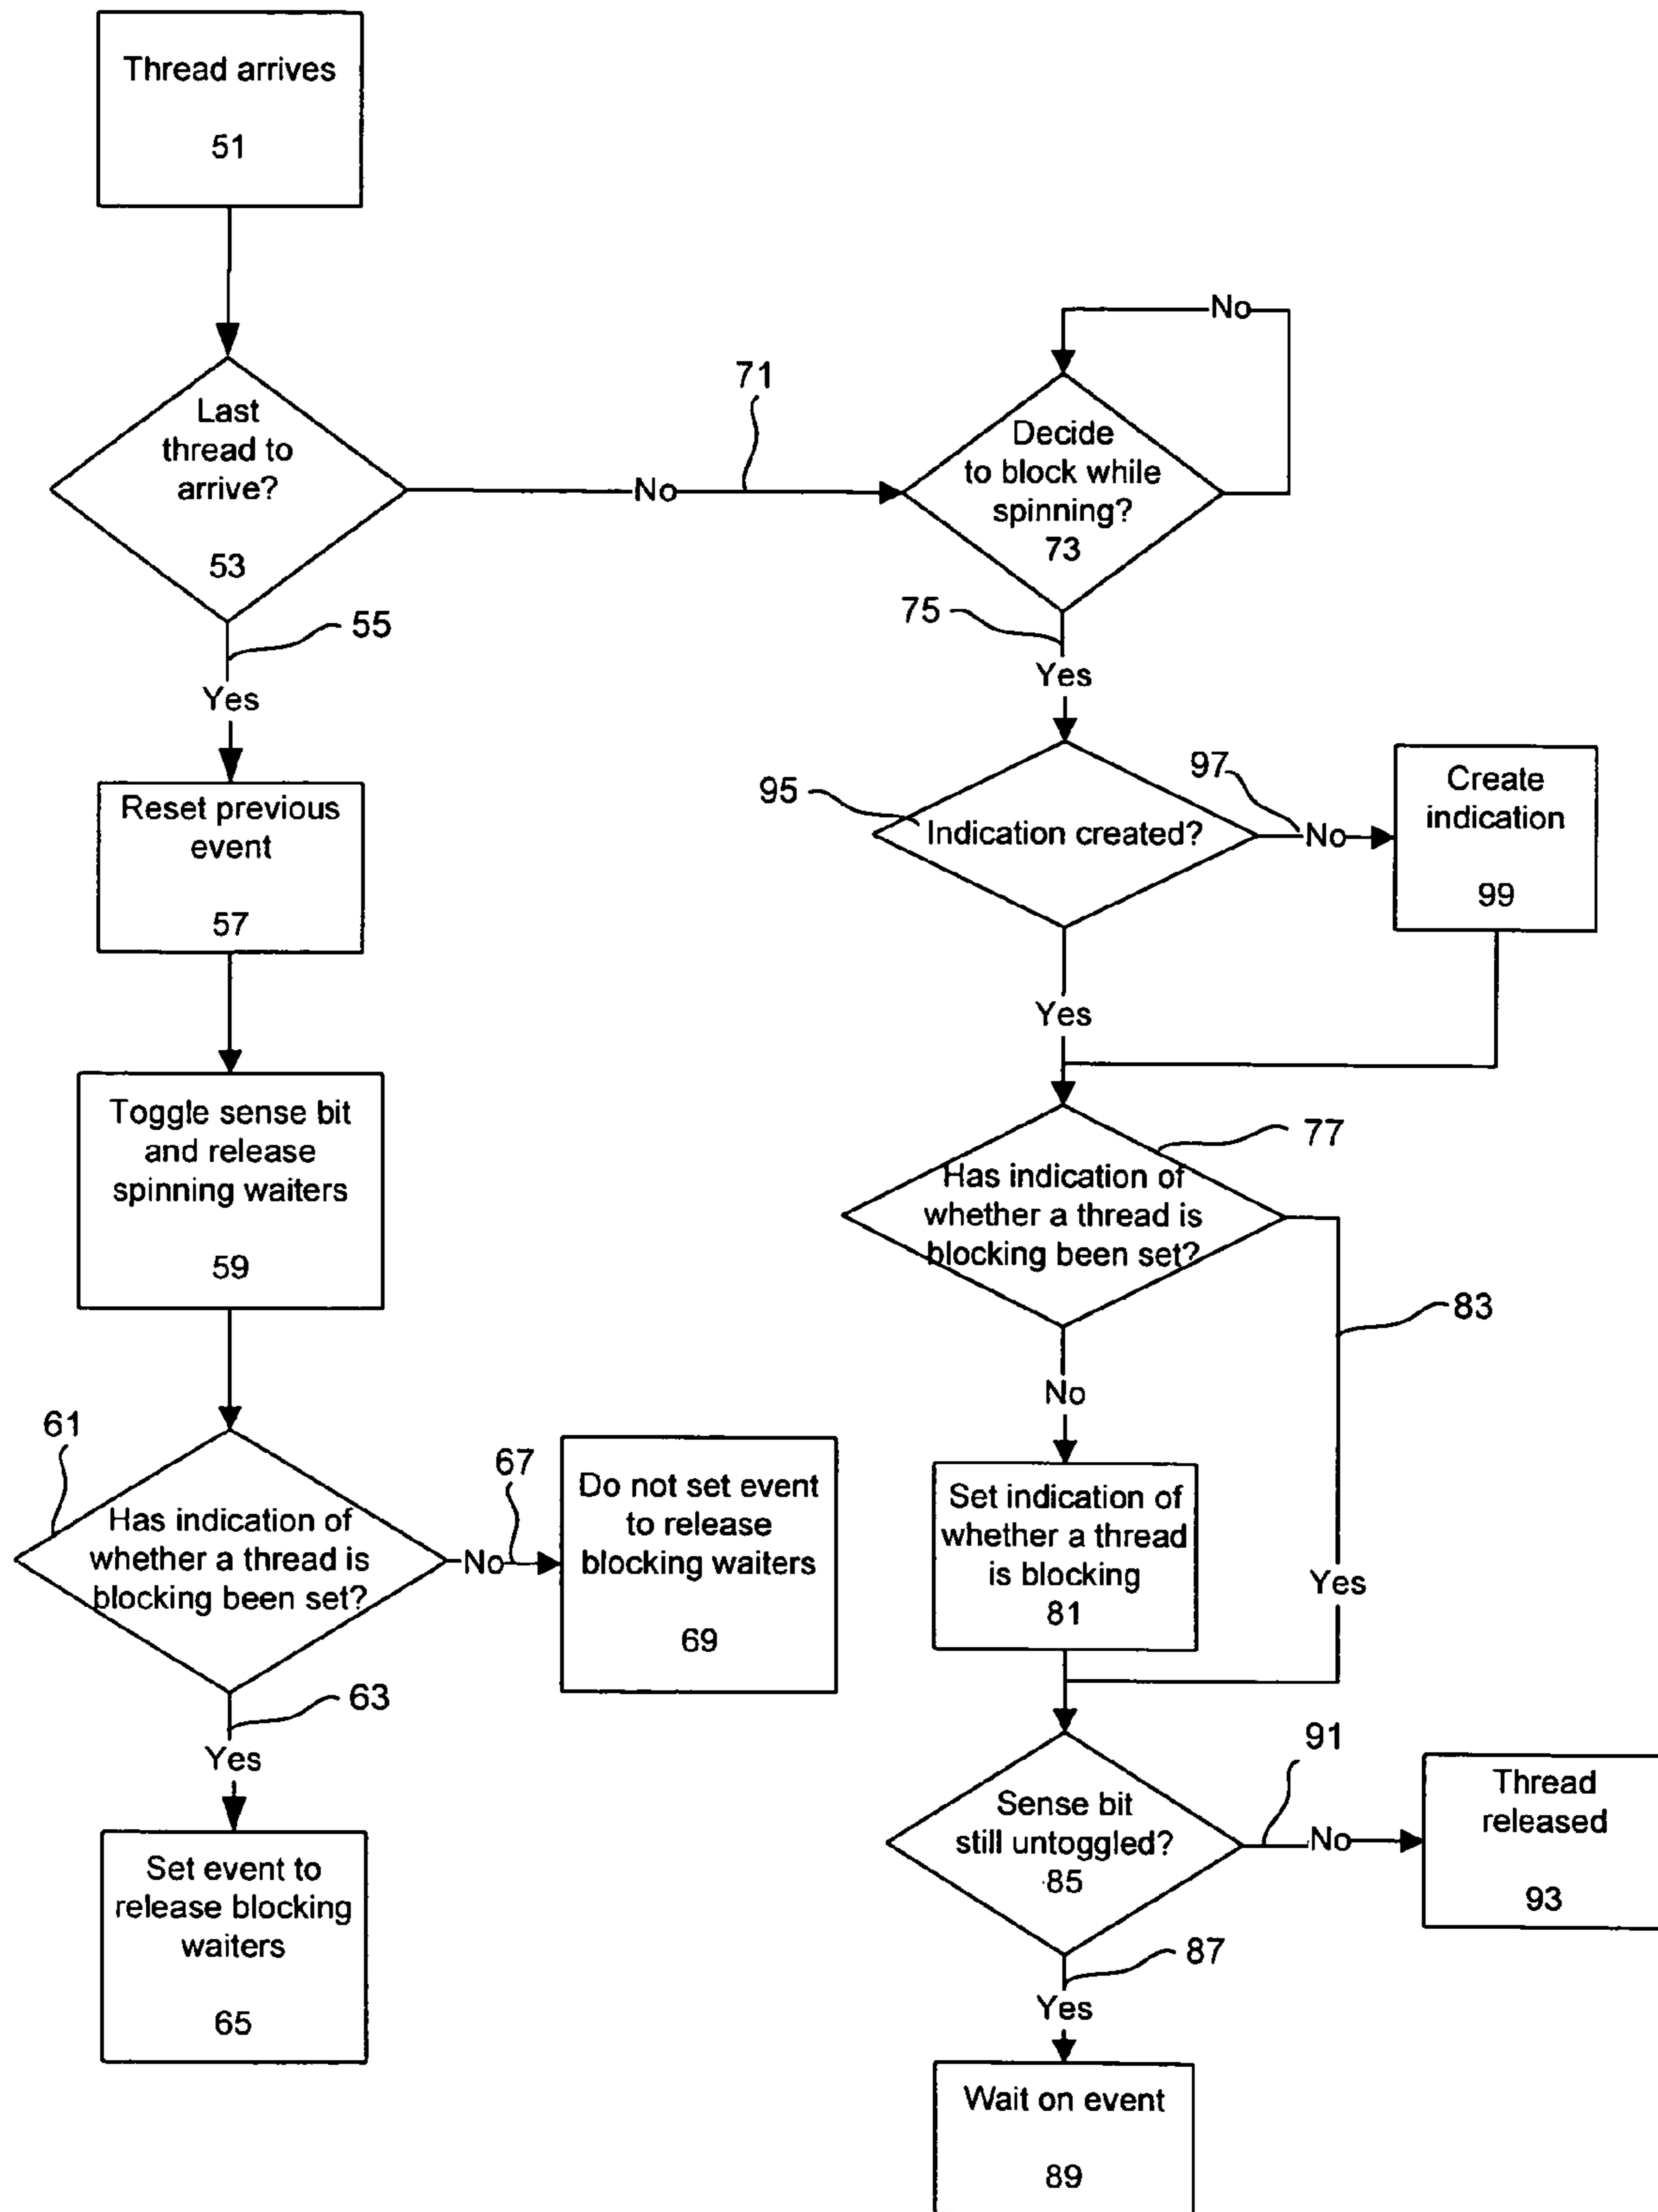 Thread arrives
51
Last
thread to
arrive?
53
55
Yes
Reset previous
event
57
Toggle sense bit
and release
spinning waiters
59
61
Has indication of
whether a thread is
blocking been set?
67
No
Do not set event
to release
blocking waiters
69
63
Yes
Set event to
release blocking
waiters
65
71
No
No
Decide
to block while
spinning?
73
75
Yes
95
Indication created?
97
No
Create
indication
99
Yes
77
Has indication of
whether a thread is
blocking been set?
83
No
Yes
Set indication of
whether a thread
is blocking
81
Sense bit
still untoggled?
85
91
No
Thread
released
93
87
Yes
Wait on event
89